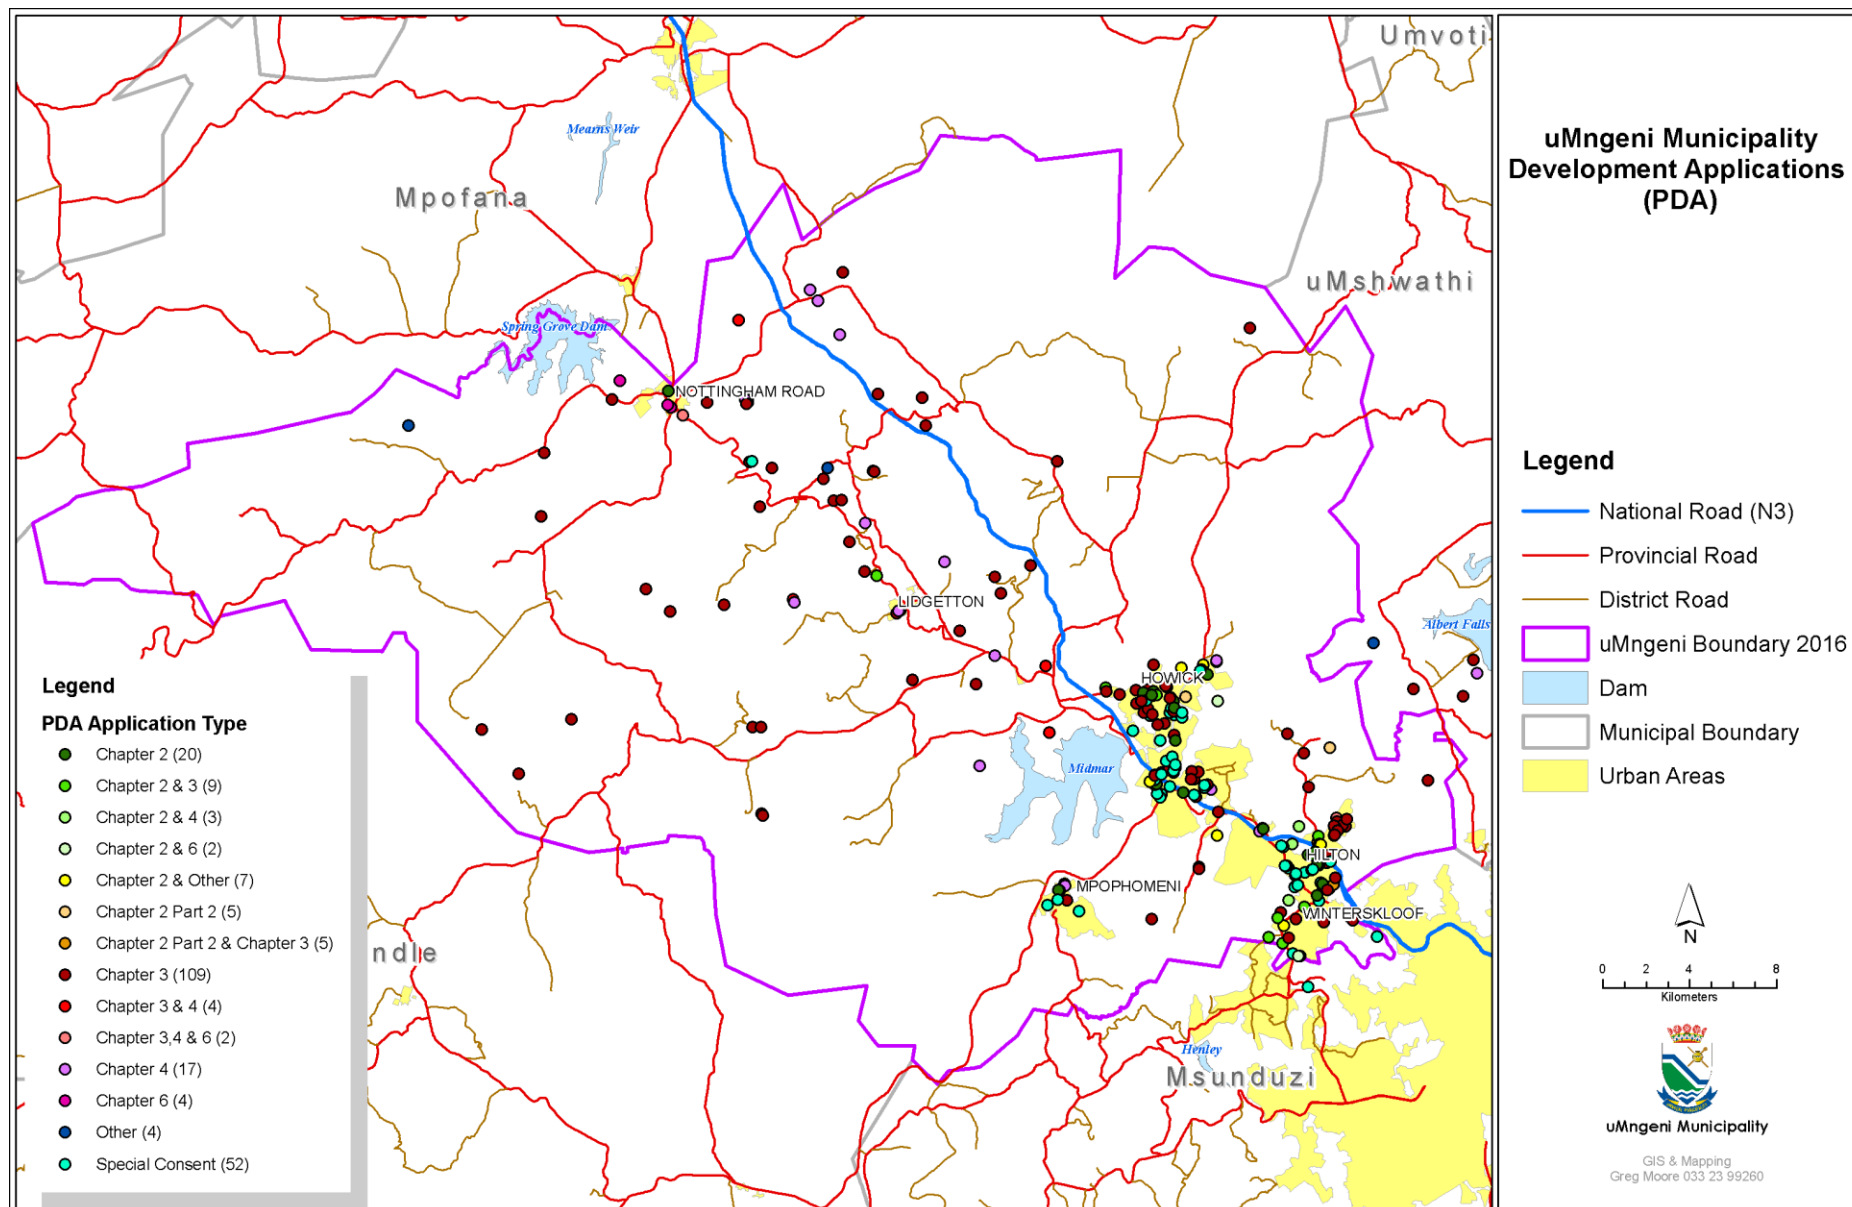 Umvoti
Mearns Weir
Mpofana
uMshwathi
Spring Grove Dam
NOTTINGHAM ROAD
LIDGETTON
Albert Falls
HOWICK
Midmar
HILTON
MPOPHOMENI
WINTERSKLOOF
ndle
Henley
Msunduzi
Legend
PDA Application Type
Chapter 2 (20)
Chapter 2 & 3 (9)
Chapter 2 & 4 (3)
Chapter 2 & 6 (2)
Chapter 2 & Other (7)
Chapter 2 Part 2 (5)
Chapter 2 Part 2 & Chapter 3 (5)
Chapter 3 (109)
Chapter 3 & 4 (4)
Chapter 3,4 & 6 (2)
Chapter 4 (17)
Chapter 6 (4)
Other (4)
Special Consent (52)
uMngeni Municipality
Development Applications
(PDA)
Legend
National Road (N3)
Provincial Road
District Road
uMngeni Boundary 2016
Dam
Municipal Boundary
Urban Areas
N
0 2 4 8
Kilometers
uMngeni Municipality
GIS & Mapping
Greg Moore 033 23 99260